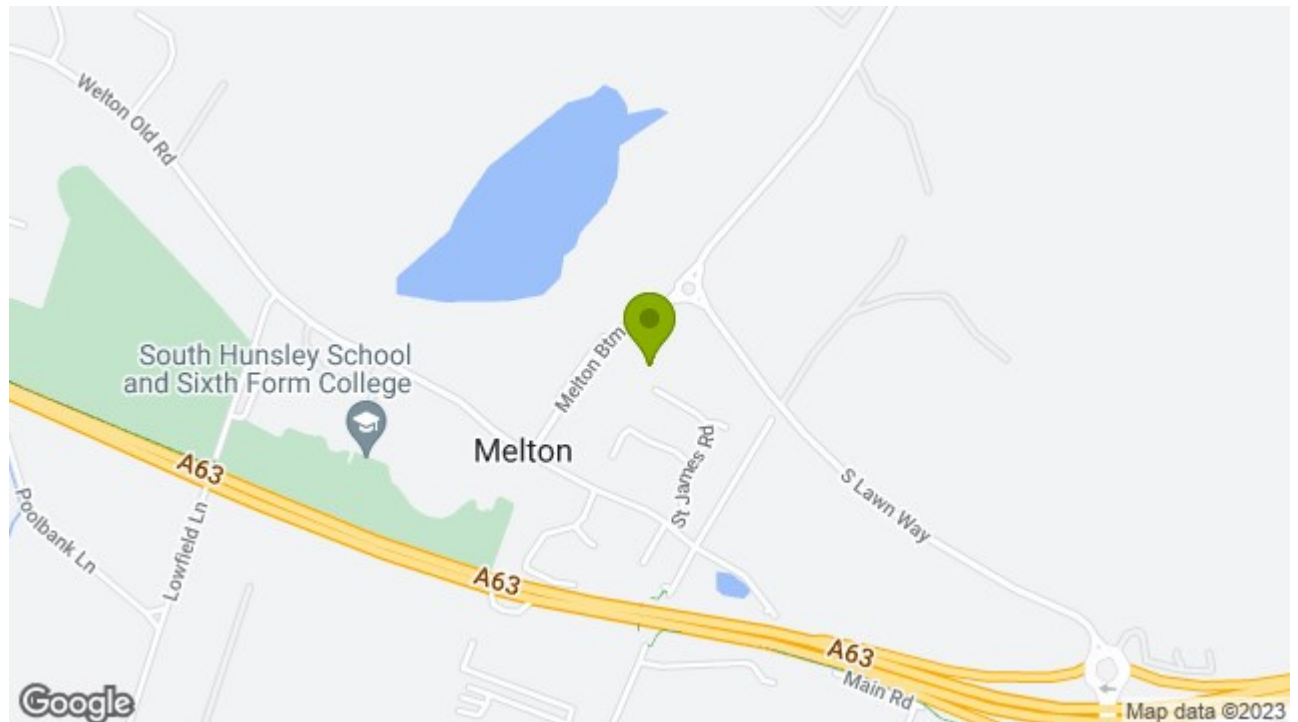 Welton Old Rd
South Hunsley School
and Sixth Form College
Melton Btm
Melton
A63
St James Rd
S Lawn Way
Poolbank Ln
Lowfield Ln
A63
A63
Main Rd
Google
Map data ©2023